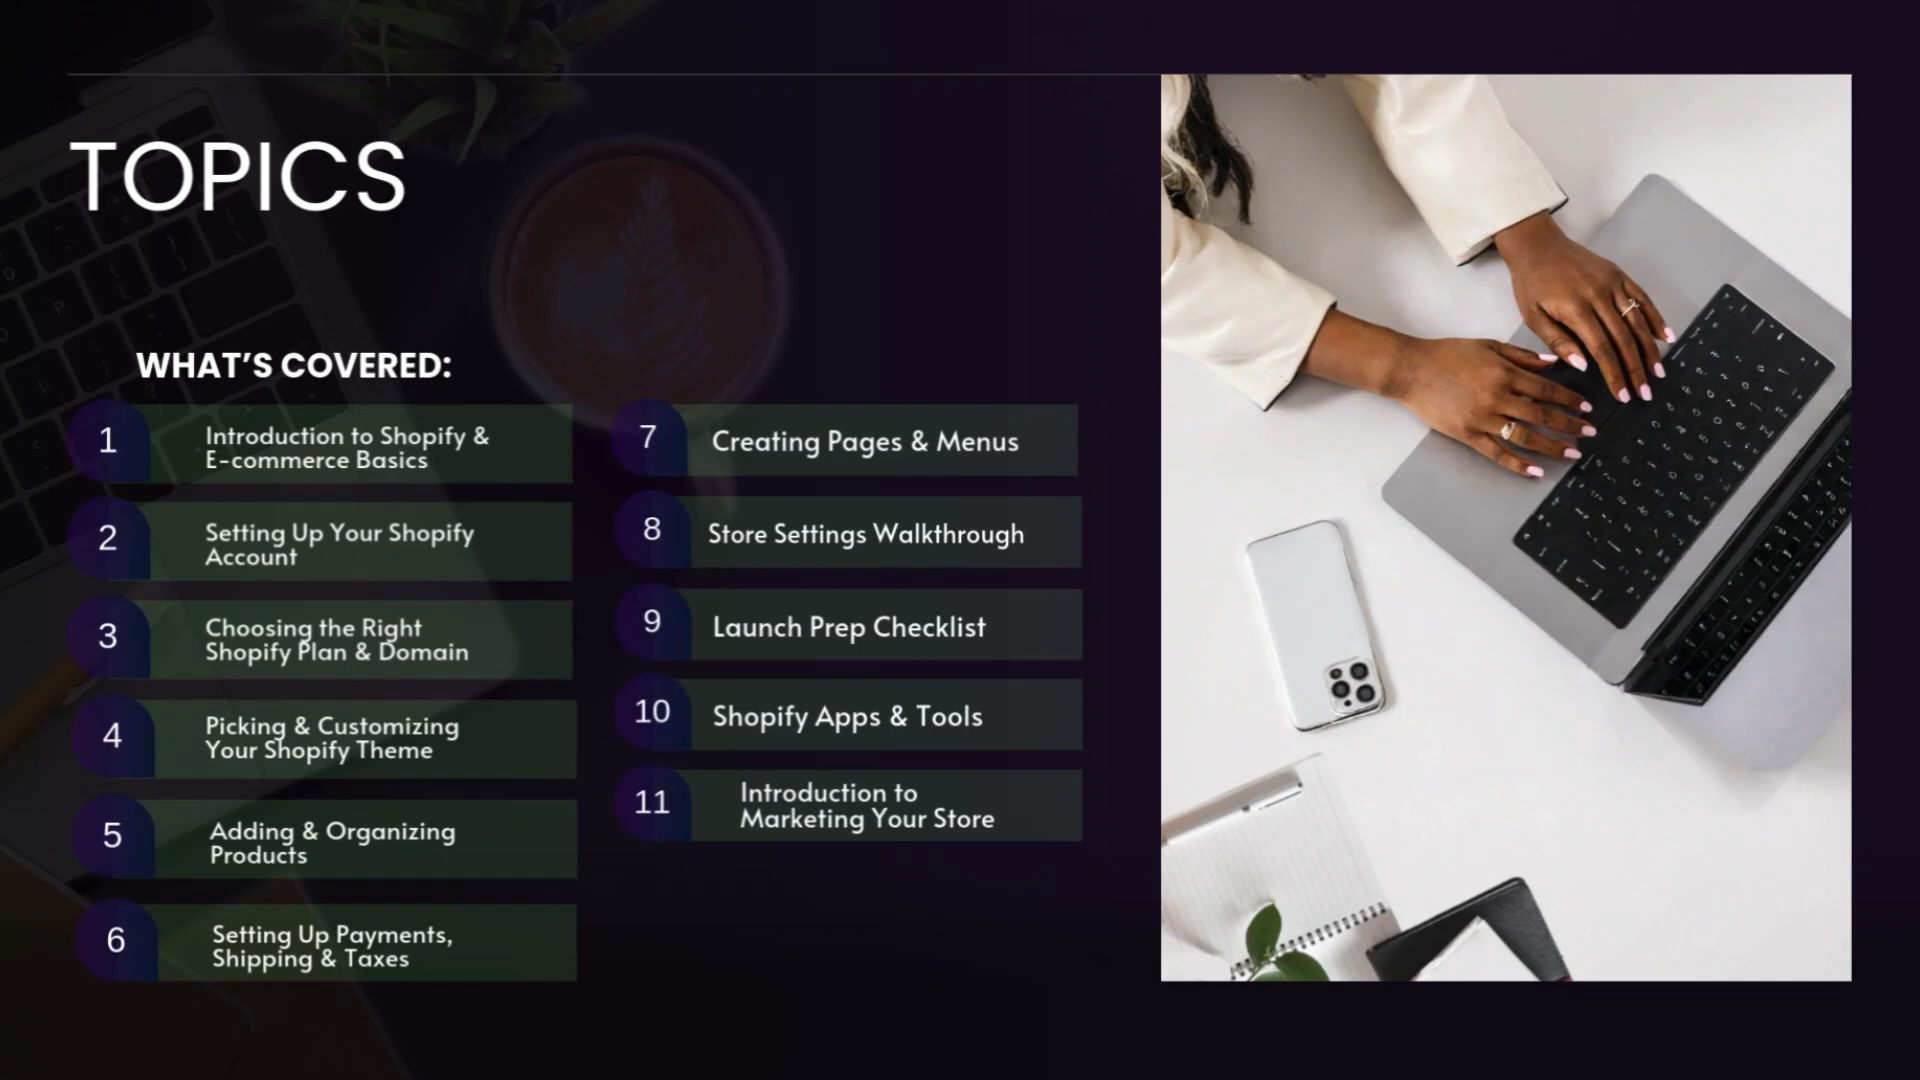 TOPICS
WHAT'S COVERED:
1
Introduction to Shopify &
E-commerce Basics
2
Setting Up Your Shopify
Account
3
Choosing the Right
Shopify Plan & Domain
4
Picking & Customizing
Your Shopify Theme
5
Adding & Organizing
Products
6
Setting Up Payments,
Shipping & Taxes
7
Creating Pages & Menus
8
Store Settings Walkthrough
9
Launch Prep Checklist
10
Shopify Apps & Tools
11
Introduction to
Marketing Your Store